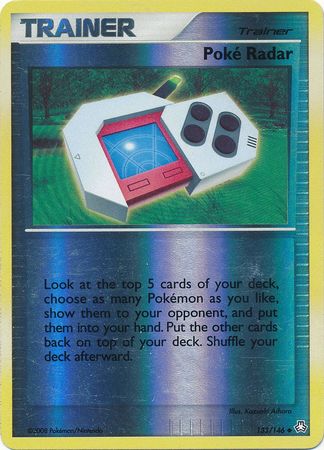 TRAINER
Trainer
Poké Radar
Look at the top 5 cards of your deck,
choose as many Pokémon as you like,
show them to your opponent, and put
them into your hand. Put the other cards
back on top of your deck. Shuffle your
deck afterward.
Illus. Kazuaki Aihara
©2008 Pokémon/Nintendo
133/146